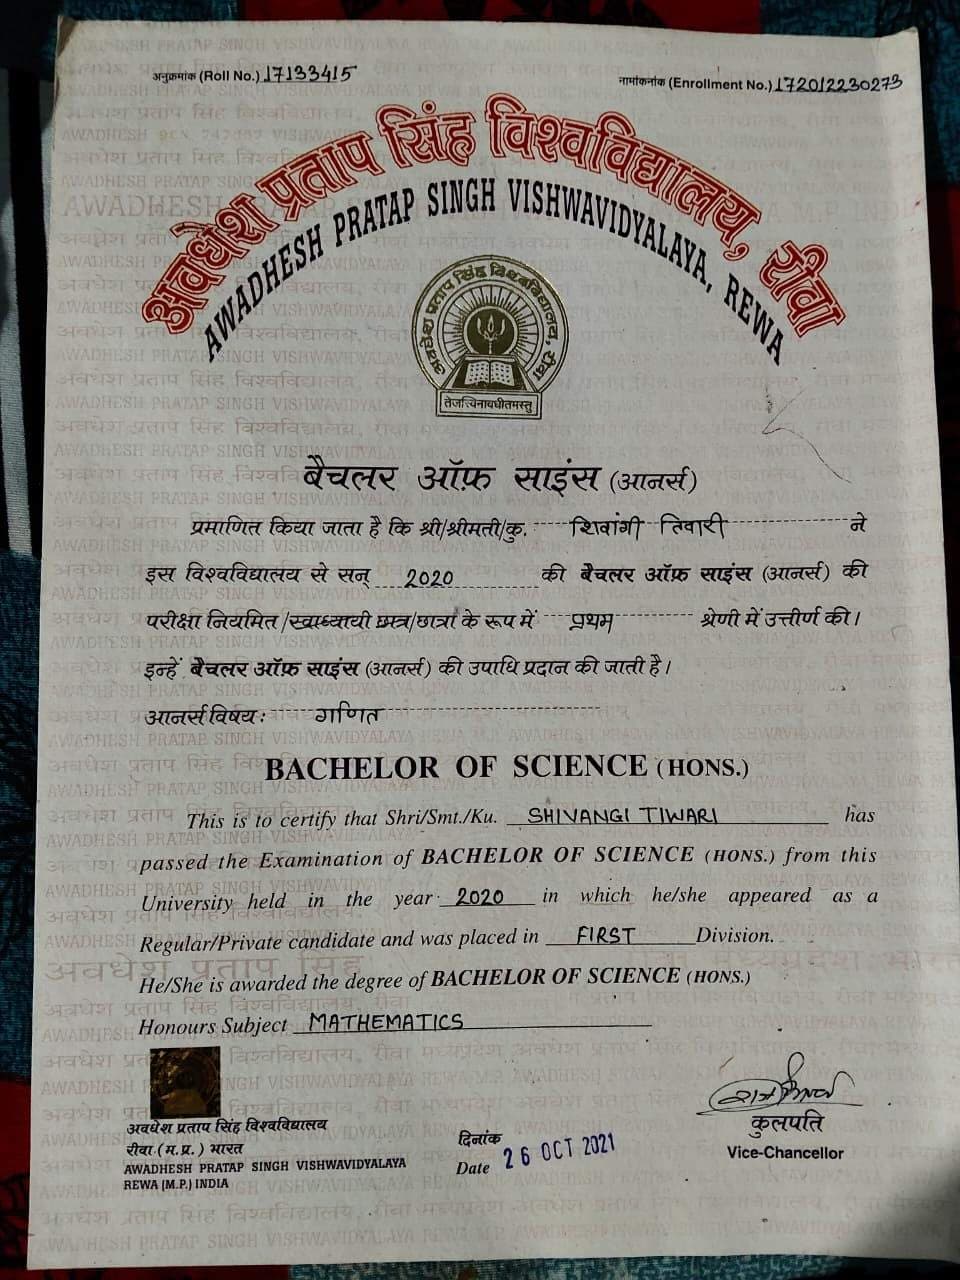 अनुक्रमांक (Roll No.) 17133415
नामांकनांक (Enrollment No.) 172012230273
अवधेश प्रताप सिंह विश्वविद्यालय, रीवा
AWADHESH PRATAP SINGH VISHWAVIDYALAYA, REWA
अवधेश प्रताप सिंह विश्वविद्यालय, रीवा
बैचलर ऑफ़ साइंस (आनर्स)
प्रमाणित किया जाता है कि श्री/श्रीमती/कु. शिवांगी तिवारी ने
इस विश्वविद्यालय से सन् 2020 की बैचलर ऑफ़ साइंस (आनर्स) की
परीक्षा नियमित/स्वाध्यायी छात्र/छात्रा के रूप में प्रथम श्रेणी में उत्तीर्ण की।
इन्हें बैचलर ऑफ़ साइंस (आनर्स) की उपाधि प्रदान की जाती है।
आनर्स विषय: गणित
BACHELOR OF SCIENCE (HONS.)
This is to certify that Shri/Smt./Ku. SHIVANGI TIWARI has
passed the Examination of BACHELOR OF SCIENCE (HONS.) from this
University held in the year 2020 in which he/she appeared as a
Regular/Private candidate and was placed in FIRST Division.
He/She is awarded the degree of BACHELOR OF SCIENCE (HONS.)
Honours Subject MATHEMATICS
अवधेश प्रताप सिंह विश्वविद्यालय
रीवा (म.प्र.) भारत
AWADHESH PRATAP SINGH VISHWAVIDYALAYA
REWA (M.P.) INDIA
दिनांक
Date 26 OCT 2021
कुलपति
Vice-Chancellor